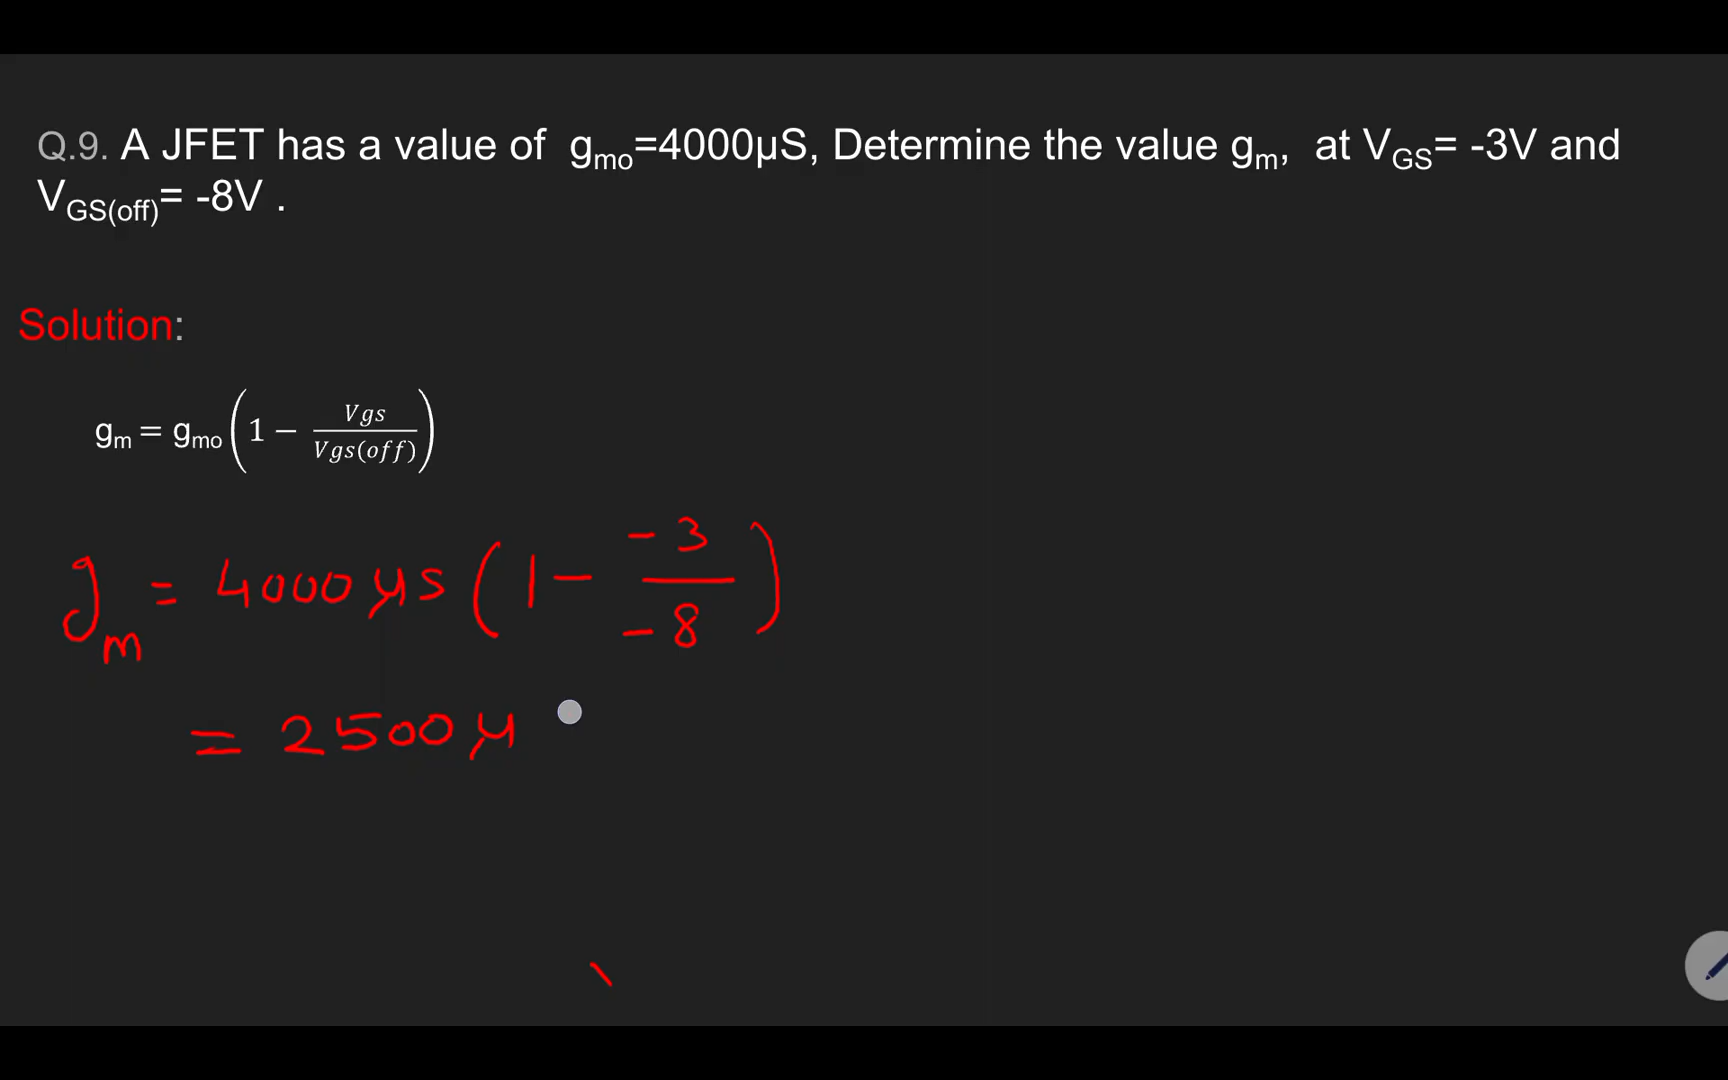 Q.9. A JFET has a value of gmo=4000μS, Determine the value gm, at VGS= -3V and
VGS(off)= -8V .
Solution:
gm = gmo(1 − Vgs/Vgs(off))
gm = 4000 μs (1 − -3/-8)
= 2500 μ